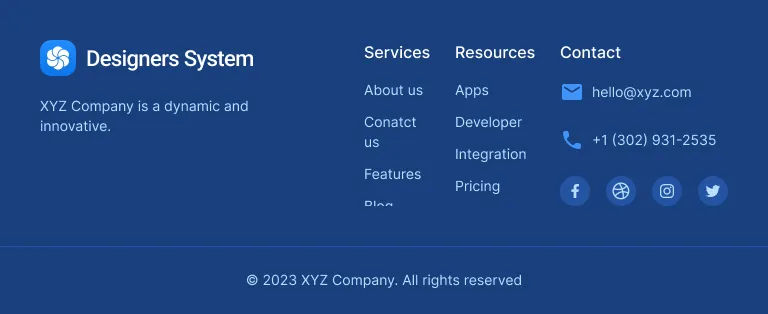 Designers System
XYZ Company is a dynamic and
innovative.
Services
About us
Conatct
us
Features
Blog
Resources
Apps
Developer
Integration
Pricing
Contact
hello@xyz.com
+1 (302) 931-2535
© 2023 XYZ Company. All rights reserved